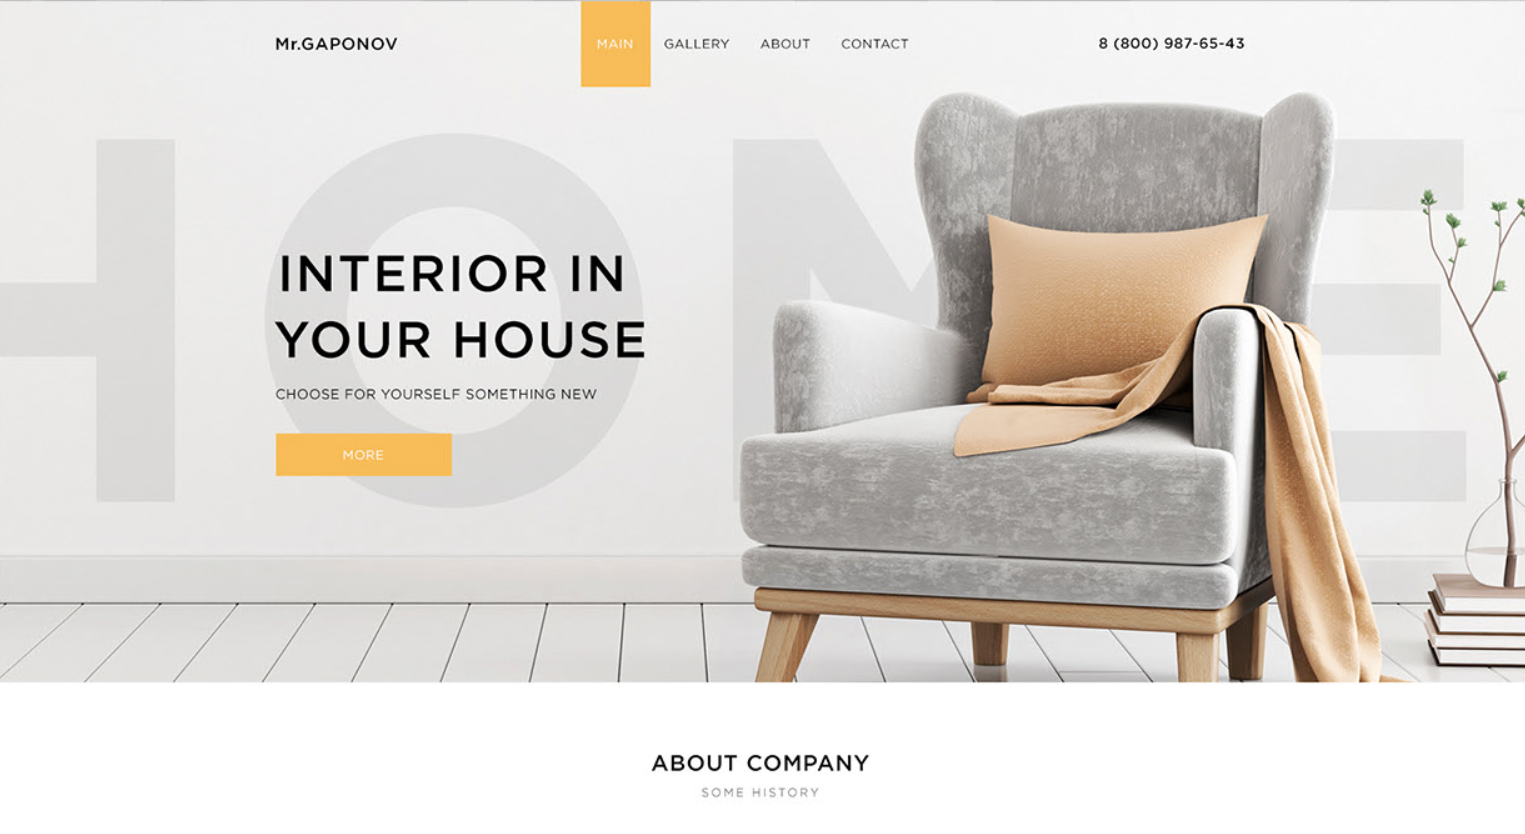 Mr.GAPONOV
MAIN GALLERY ABOUT CONTACT
8 (800) 987-65-43
HOME
INTERIOR IN
YOUR HOUSE
CHOOSE FOR YOURSELF SOMETHING NEW
MORE
ABOUT COMPANY
SOME HISTORY